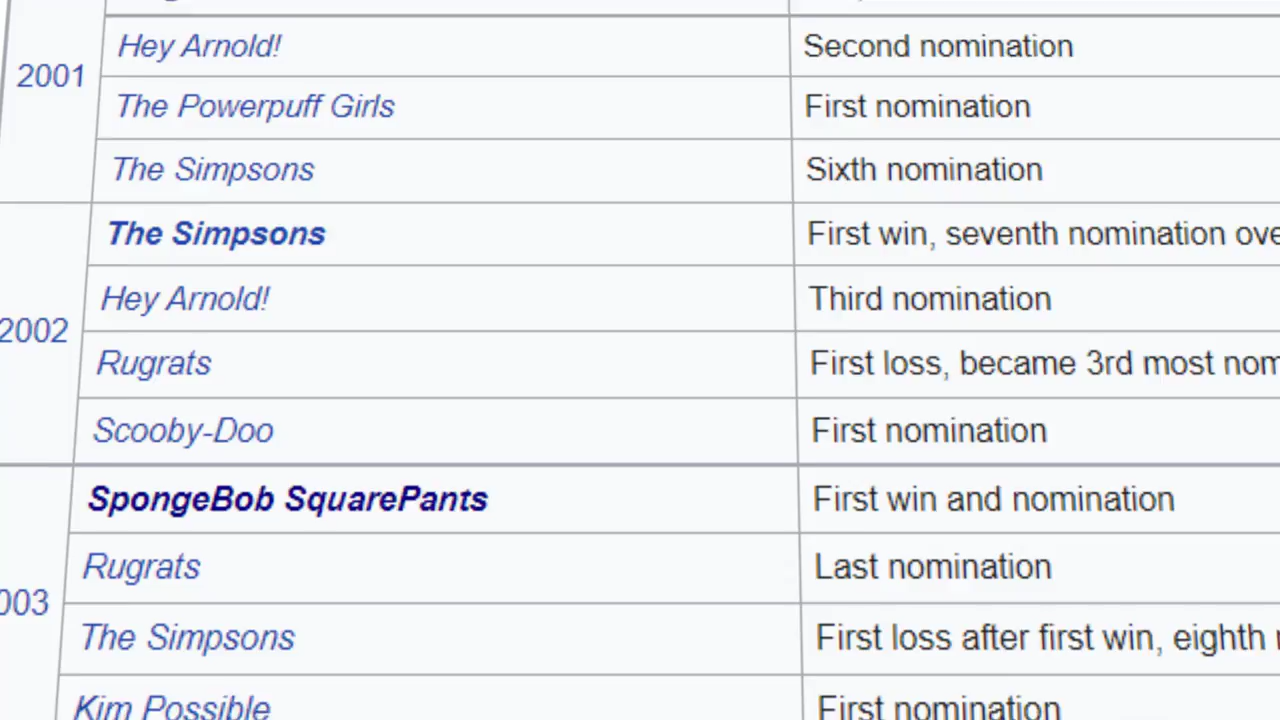 2001
Hey Arnold! Second nomination
The Powerpuff Girls First nomination
The Simpsons Sixth nomination
2002
The Simpsons First win, seventh nomination
Hey Arnold! Third nomination
Rugrats First loss, became 3rd most
Scooby-Doo First nomination
SpongeBob SquarePants First win and nomination
Rugrats Last nomination
003
The Simpsons First loss after first win, eighth
Kim Possible First nomination